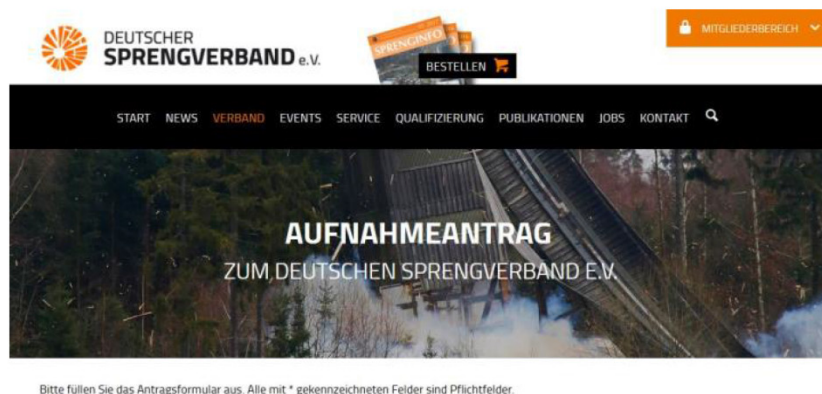 DEUTSCHER
SPRENGVERBAND e.V.
SPRENGINFO
BESTELLEN
MITGLIEDERBEREICH
START NEWS VERBAND EVENTS SERVICE QUALIFIZIERUNG PUBLIKATIONEN JOBS KONTAKT
AUFNAHMEANTRAG
ZUM DEUTSCHEN SPRENGVERBAND E.V.
Bitte füllen Sie das Antragsformular aus. Alle mit * gekennzeichneten Felder sind Pflichtfelder.